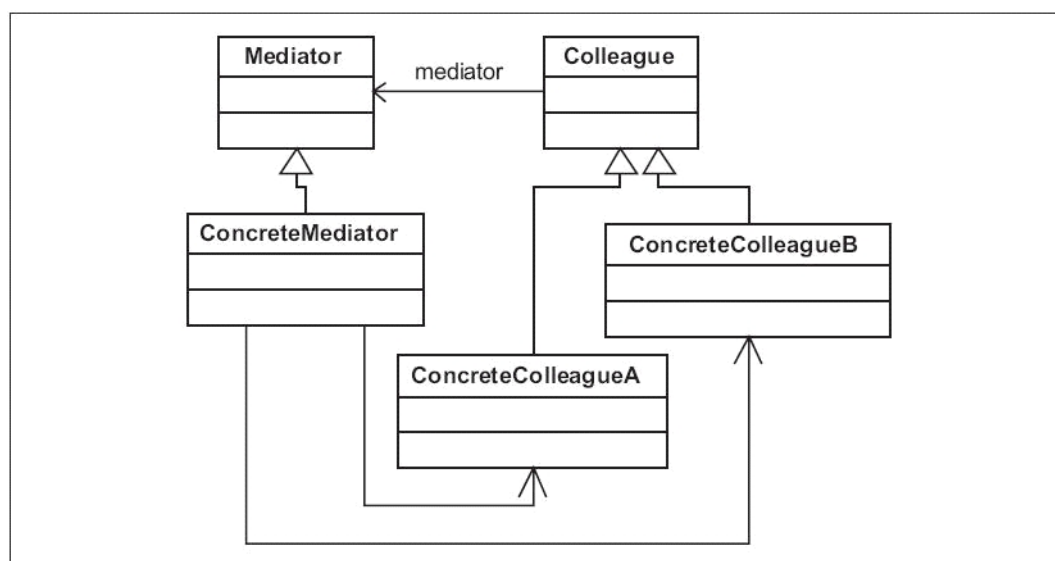 Mediator
mediator
Colleague
ConcreteMediator
ConcreteColleagueB
ConcreteColleagueA